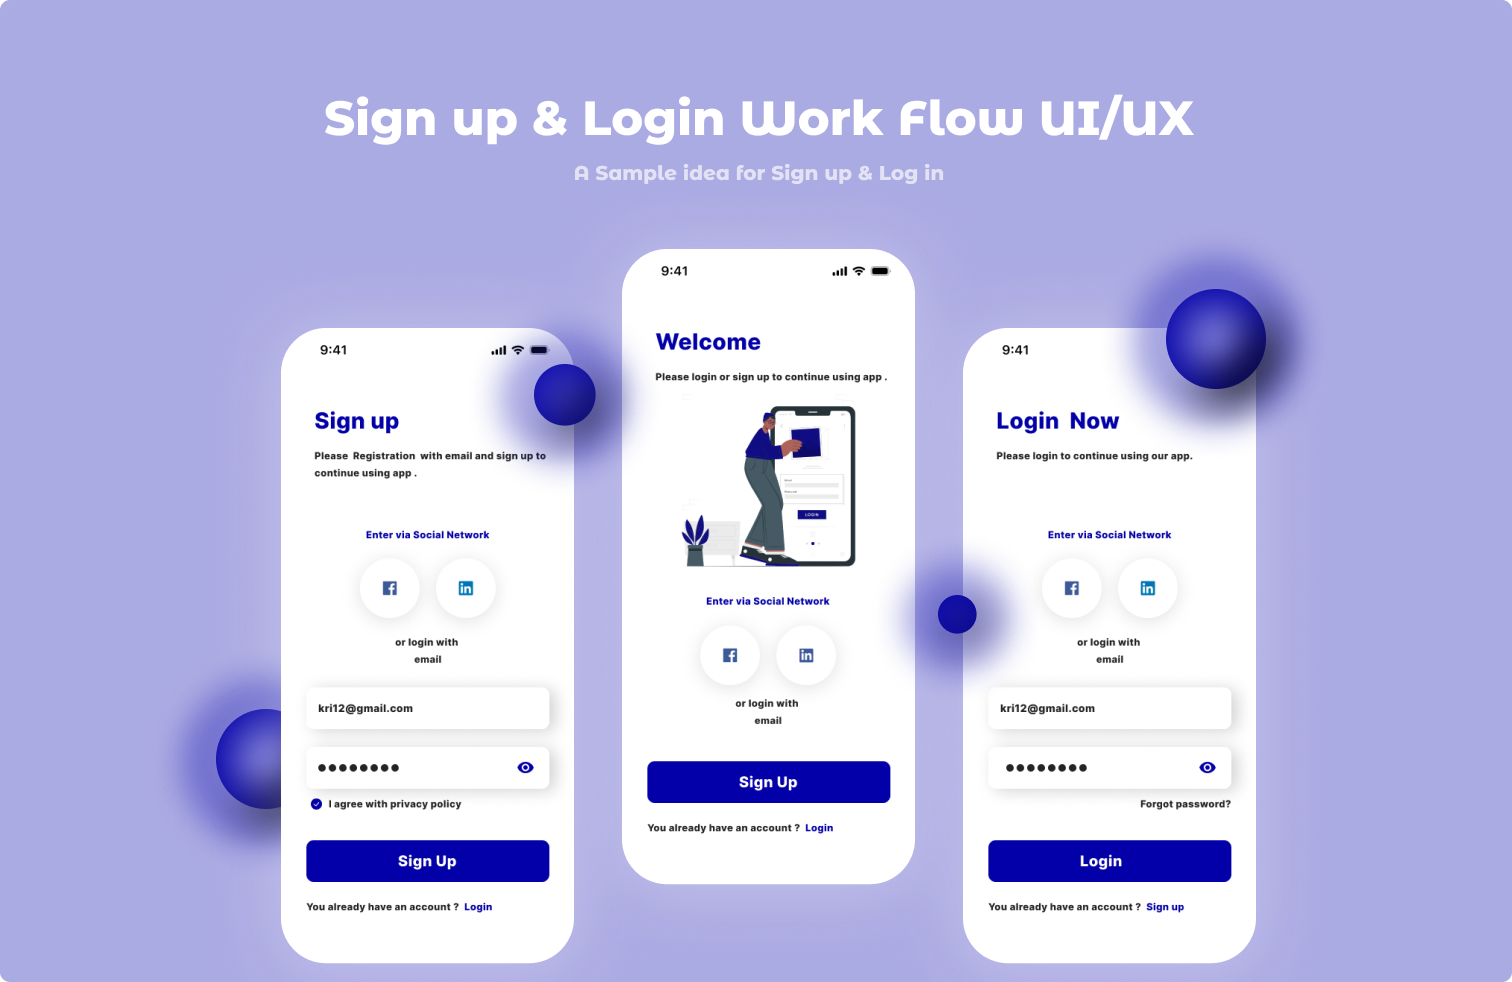 Sign up & Login Work Flow UI/UX
A Sample idea for Sign up & Log in
9:41
Sign up
Please Registration with email and sign up to
continue using app .
Enter via Social Network
or login with
email
kri12@gmail.com
I agree with privacy policy
Sign Up
You already have an account ? Login
9:41
Welcome
Please login or sign up to continue using app .
LOGIN
Enter via Social Network
or login with
email
Sign Up
You already have an account ? Login
9:41
Login Now
Please login to continue using our app.
Enter via Social Network
or login with
email
kri12@gmail.com
Forgot password?
Login
You already have an account ? Sign up